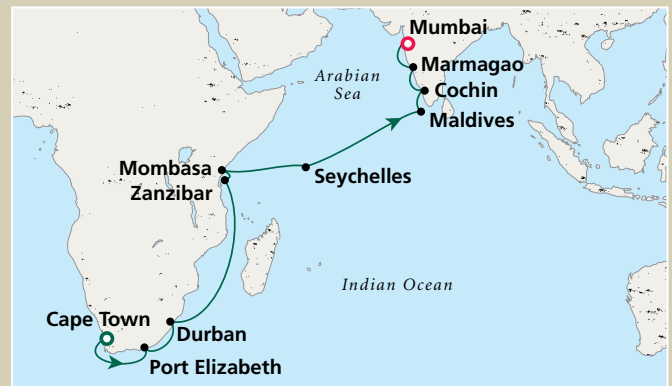 Mumbai
Arabian
Sea
Marmagao
Cochin
Maldives
Mombasa
Zanzibar
Seychelles
Indian Ocean
Cape Town
Durban
Port Elizabeth